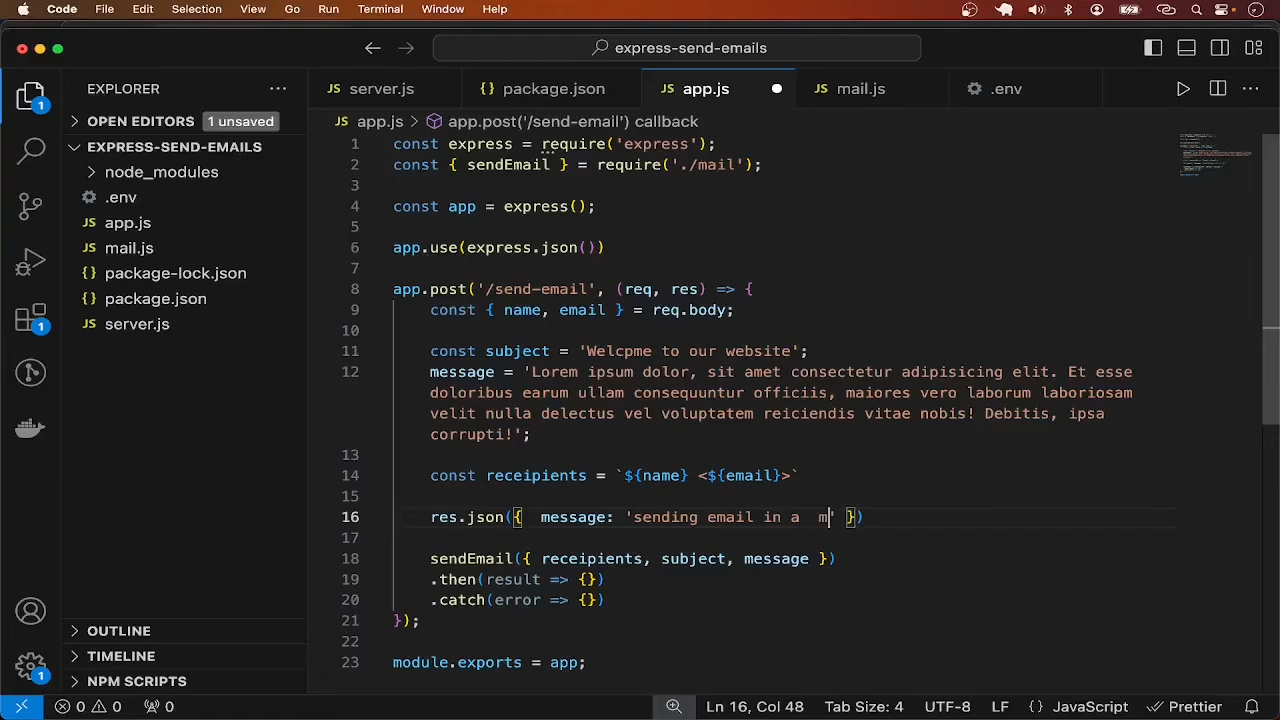 Code File Edit Selection View Go Run Terminal Window Help
express-send-emails
EXPLORER
server.js
package.json
app.js
mail.js
.env
1
OPEN EDITORS 1 unsaved
app.js > app.post('/send-email') callback
EXPRESS-SEND-EMAILS
node_modules
.env
app.js
mail.js
package-lock.json
package.json
server.js
1
1 const express = require('express');
2 const { sendEmail } = require('./mail');
3
4 const app = express();
5
6 app.use(express.json())
7
8 app.post('/send-email', (req, res) => {
9 const { name, email } = req.body;
10
11 const subject = 'Welcpme to our website';
12 message = 'Lorem ipsum dolor, sit amet consectetur adipisicing elit. Et esse
doloribus earum ullam consequuntur officiis, maiores vero laborum laboriosam
velit nulla delectus vel voluptatem reiciendis vitae nobis! Debitis, ipsa
corrupti!';
13
14 const receipients = `${name} <${email}>`
15
16 res.json({  message: 'sending email in a  m' })
17
18 sendEmail({ receipients, subject, message })
19 .then(result => {})
20 .catch(error => {})
21 });
22
23 module.exports = app;
OUTLINE
TIMELINE
NPM SCRIPTS
1
0 0 0
Ln 16, Col 48 Tab Size: 4 UTF-8 LF {} JavaScript Prettier